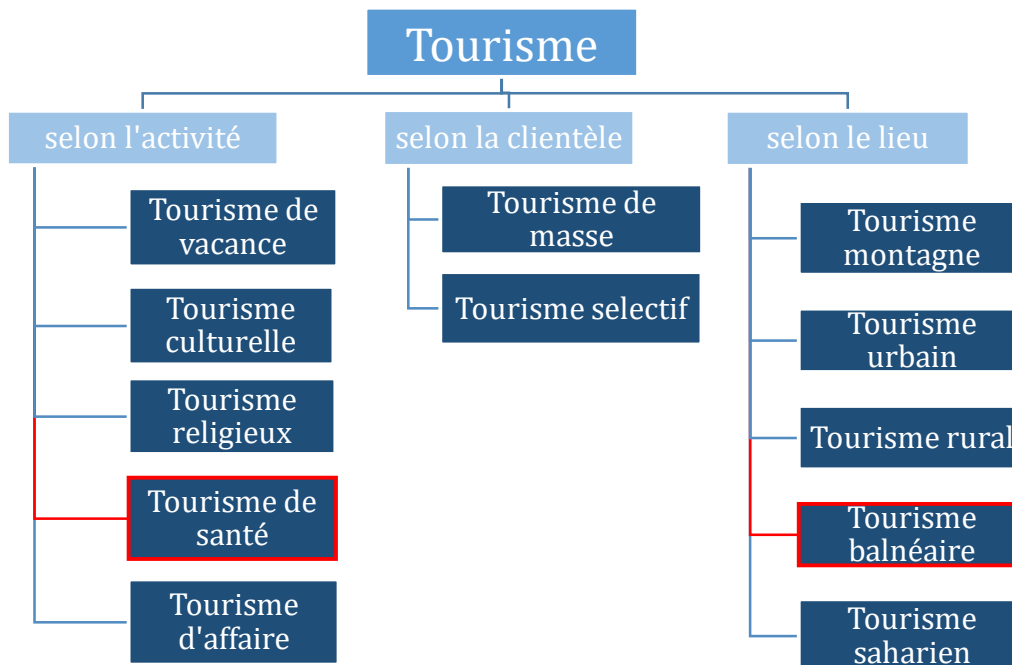 Tourisme
selon l'activité
Tourisme de
vacance
Tourisme
culturelle
Tourisme
religieux
Tourisme de
santé
Tourisme
d'affaire
selon la clientèle
Tourisme de
masse
Tourisme selectif
selon le lieu
Tourisme
montagne
Tourisme
urbain
Tourisme rural
Tourisme
balnéaire
Tourisme
saharien